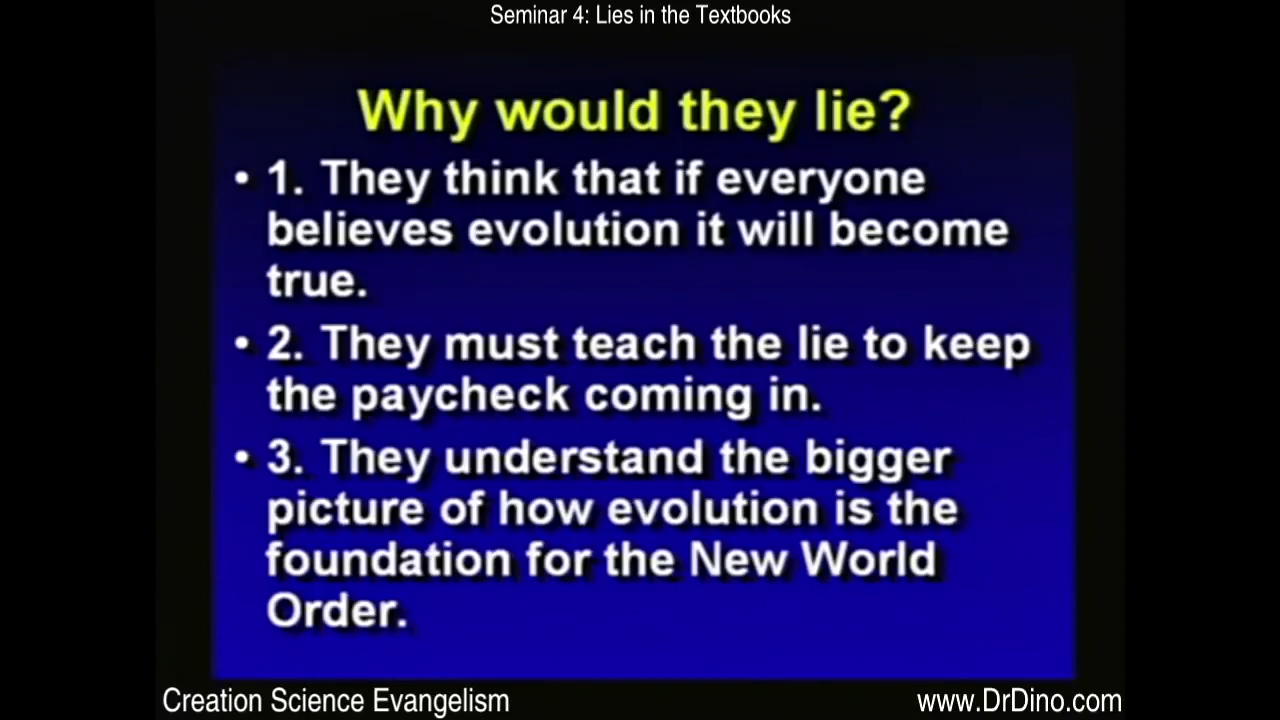 Seminar 4: Lies in the Textbooks
Why would they lie?
• 1. They think that if everyone
believes evolution it will become
true.
• 2. They must teach the lie to keep
the paycheck coming in.
• 3. They understand the bigger
picture of how evolution is the
foundation for the New World
Order.
Creation Science Evangelism
www.DrDino.com